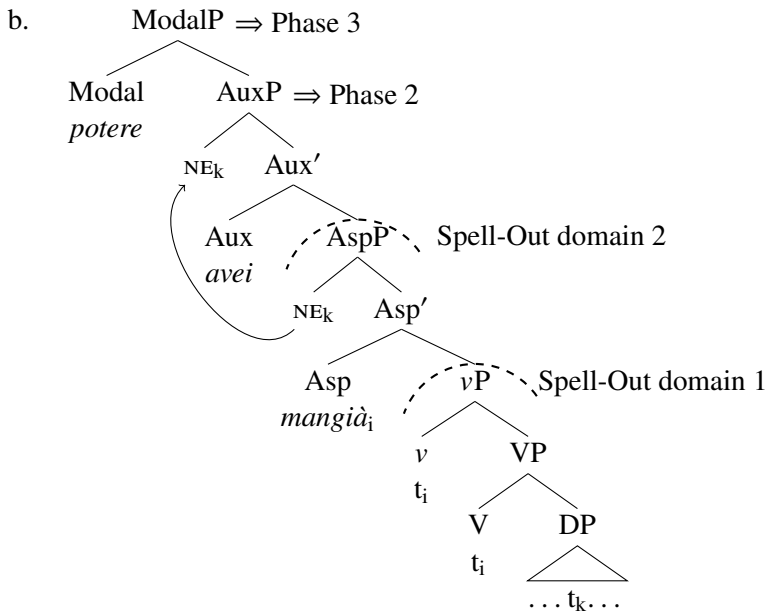 b. ModalP ⇒ Phase 3
Modal AuxP ⇒ Phase 2
potere
NEk Aux′
Aux AspP Spell-Out domain 2
avei
NEk Asp′
Asp vP Spell-Out domain 1
mangiài
v VP
ti
V DP
ti
…tk…